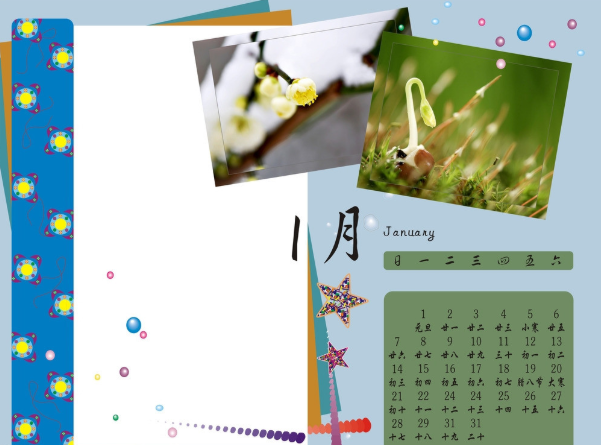 1月
January
日 一 二 三 四 五 六
1 2 3 4 5 6
元旦 廿一 廿二 廿三 小寒 廿五
7 8 9 10 11 12 13
廿六 廿七 廿八 廿九 三十 初一 初二
14 15 16 17 18 19 20
初三 初四 初五 初六 初七 腊八节 大寒
21 22 23 24 25 26 27
初十 十一 十二 十三 十四 十五 十六
28 29 31 31
十七 十八 十九 二十